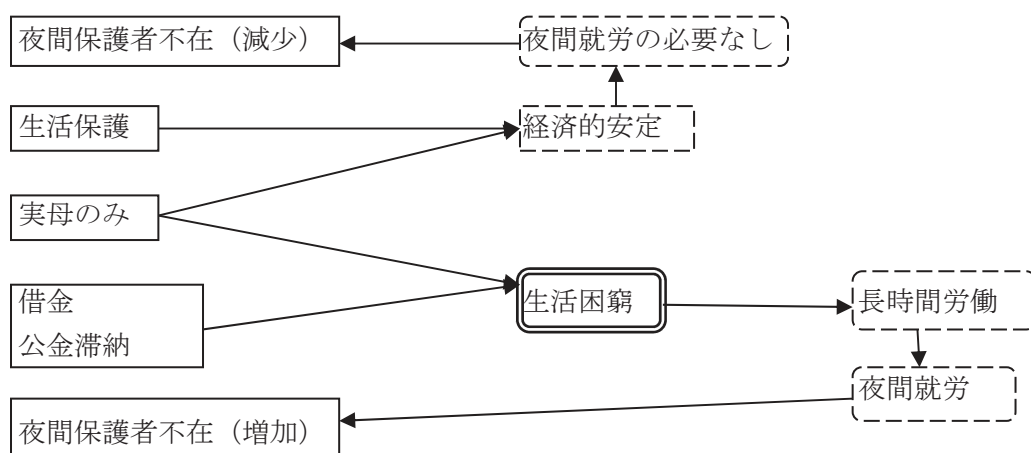 夜間保護者不在（減少）
夜間就労の必要なし
生活保護
経済的安定
実母のみ
借金
公金滞納
生活困窮
長時間労働
夜間就労
夜間保護者不在（増加）